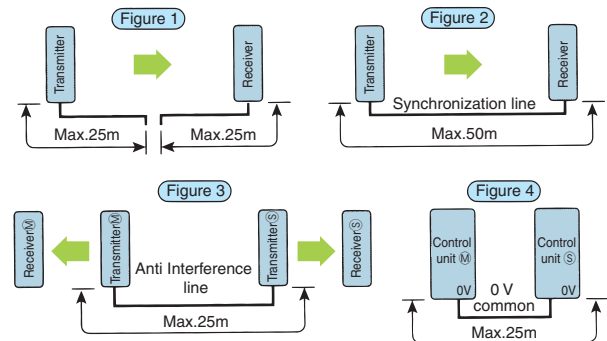 Figure 1
Transmitter
Receiver
Max.25m
Max.25m
Figure 2
Transmitter
Receiver
Synchronization line
Max.50m
Figure 3
ReceiverⓂ
TransmitterⓂ
TransmitterⓈ
ReceiverⓈ
Anti Interference
line
Max.25m
Figure 4
Control
unit Ⓜ
0V
Control
unit Ⓢ
0V
0 V
common
Max.25m